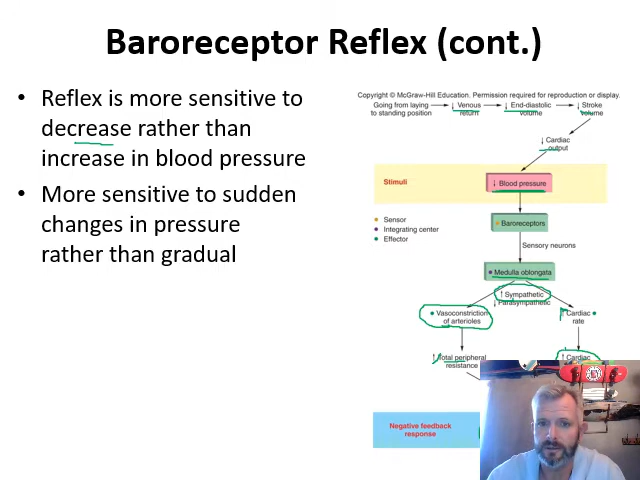 Baroreceptor Reflex (cont.)
• Reflex is more sensitive to
decrease rather than
increase in blood pressure
• More sensitive to sudden
changes in pressure
rather than gradual
Copyright © McGraw-Hill Education. Permission required for reproduction or display.
Going from laying
to standing position
↓ Venous
return
↓ End-diastolic
volume
↓ Stroke
volume
↓ Cardiac
output
Stimuli
↓ Blood pressure
Sensor
Integrating center
Effector
Baroreceptors
Sensory neurons
Medulla oblongata
↑ Sympathetic
↓ Parasympathetic
Vasoconstriction
of arterioles
↑ Cardiac
rate
↑ Total peripheral
resistance
↑ Cardiac
Negative feedback
response